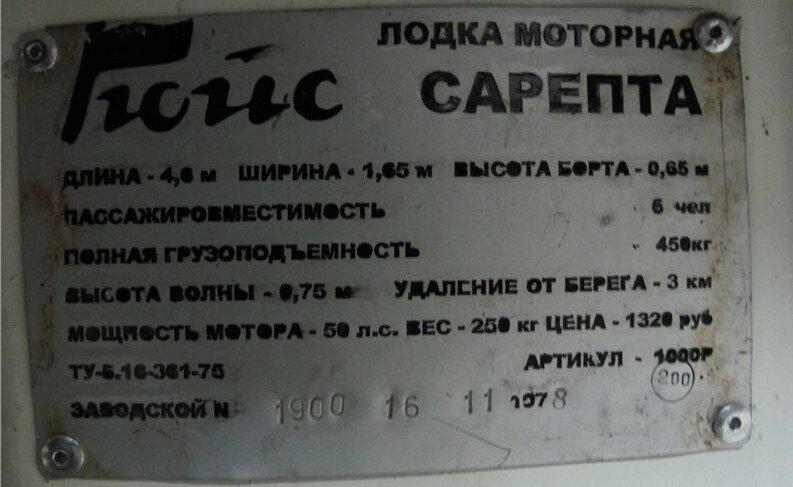 Гюйс ЛОДКА МОТОРНАЯ
САРЕПТА
ДЛИНА - 4,6 м ШИРИНА - 1,65 м ВЫСОТА БОРТА - 0,65 м
ПАССАЖИРОВМЕСТИМОСТЬ 6 чел
ПОЛНАЯ ГРУЗОПОДЪЕМНОСТЬ - 450кг
ВЫСОТА ВОЛНЫ - 0,75 м УДАЛЕНИЕ ОТ БЕРЕГА - 3 км
МОЩНОСТЬ МОТОРА - 50 л.с. ВЕС - 250 кг ЦЕНА - 1320 руб
ТУ-5.16-361-75 АРТИКУЛ - 1000Р
200
ЗАВОДСКОЙ N 1900 16 11 1978